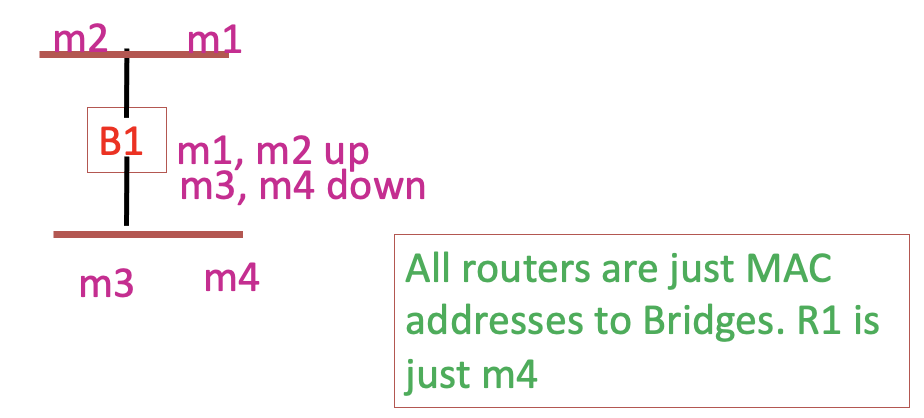 m2 m1
B1
m1, m2 up
m3, m4 down
m3 m4
All routers are just MAC
addresses to Bridges. R1 is
just m4